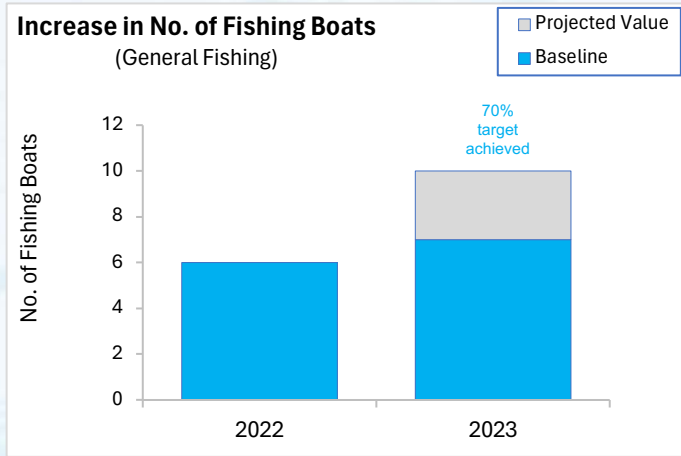 Increase in No. of Fishing Boats
(General Fishing)
Projected Value
Baseline
No. of Fishing Boats
12
10
8
6
4
2
0
70%
target
achieved
2022
2023